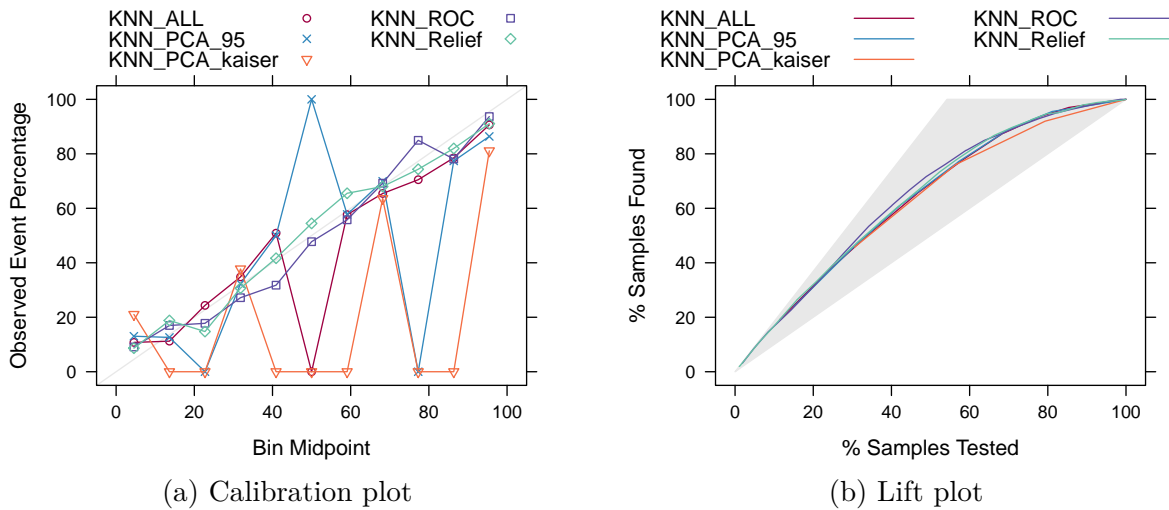 KNN_ALL
KNN_PCA_95
KNN_PCA_kaiser
KNN_ROC
KNN_Relief
100
80
60
40
20
0
Observed Event Percentage
0 20 40 60 80 100
Bin Midpoint
(a) Calibration plot
KNN_ALL
KNN_PCA_95
KNN_PCA_kaiser
KNN_ROC
KNN_Relief
100
80
60
40
20
0
% Samples Found
0 20 40 60 80 100
% Samples Tested
(b) Lift plot